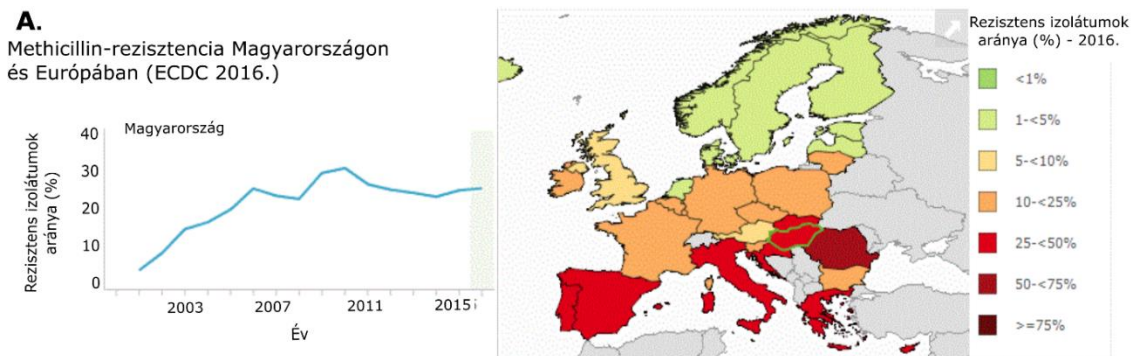 A.
Methicillin-rezisztencia Magyarországon
és Európában (ECDC 2016.)
Magyarország
Rezisztens izolátumok
aránya (%)
40
30
20
10
0
2003 2007 2011 2015
Év
Rezisztens izolátumok
aránya (%) - 2016.
<1%
1-<5%
5-<10%
10-<25%
25-<50%
50-<75%
>=75%